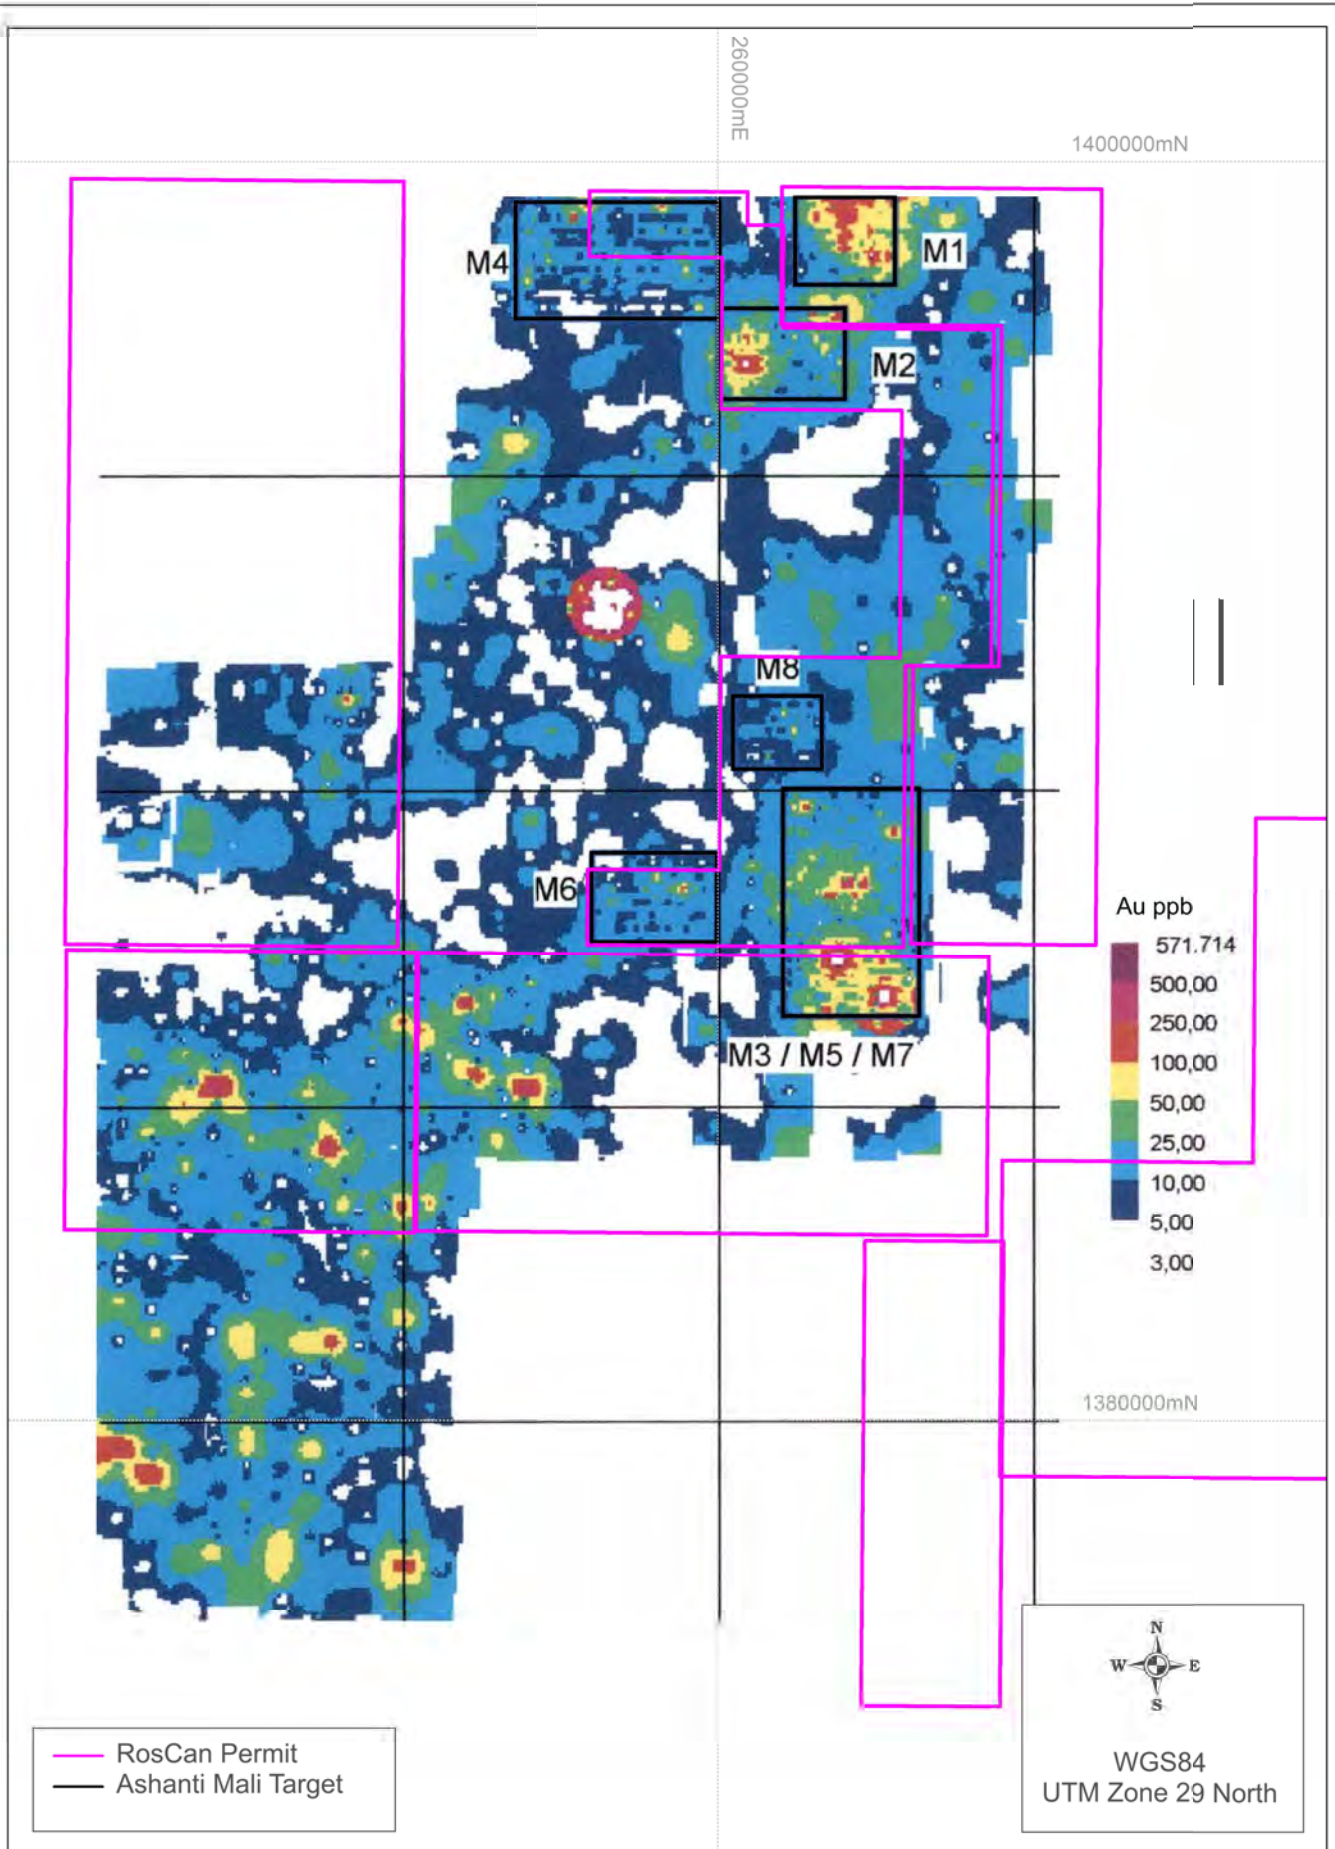 260000mE
1400000mN
M4
M1
M2
M8
M6
M3 / M5 / M7
Au ppb
571.714
500,00
250,00
100,00
50,00
25,00
10,00
5,00
3,00
1380000mN
N
W E
S
WGS84
UTM Zone 29 North
RosCan Permit
Ashanti Mali Target